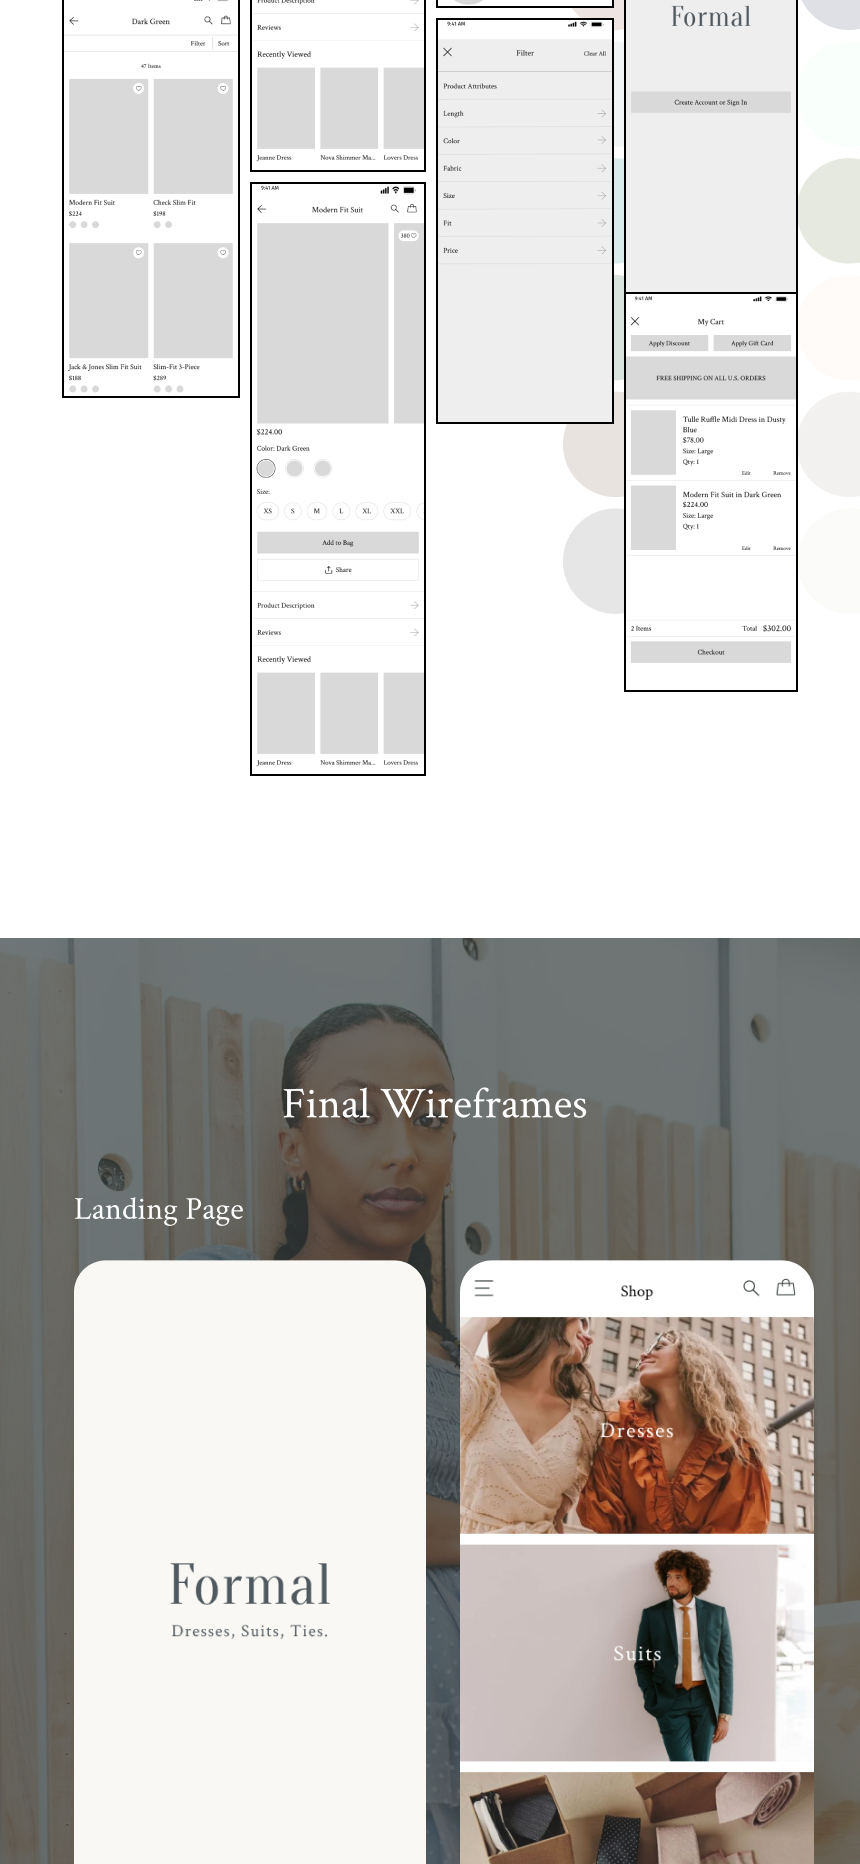 Dark Green
Filter
Sort
47 Items
Modern Fit Suit
$224
Check Slim Fit
$198
Jack & Jones Slim Fit Suit
$188
Slim-Fit 3-Piece
$289
Product Description
Reviews
Recently Viewed
Jeanne Dress
Nova Shimmer Ma...
Lovers Dress
9:41 AM
Modern Fit Suit
380
$224.00
Color: Dark Green
Size:
XS
S
M
L
XL
XXL
Add to Bag
Share
Product Description
Reviews
Recently Viewed
Jeanne Dress
Nova Shimmer Ma...
Lovers Dress
9:41 AM
Filter
Clear All
Product Attributes
Length
Color
Fabric
Size
Fit
Price
Formal
Create Account or Sign In
9:41 AM
My Cart
Apply Discount
Apply Gift Card
FREE SHIPPING ON ALL U.S. ORDERS
Tulle Ruffle Midi Dress in Dusty
Blue
$78.00
Size: Large
Qty: 1
Edit
Remove
Modern Fit Suit in Dark Green
$224.00
Size: Large
Qty: 1
Edit
Remove
2 Items
Total $302.00
Checkout
Final Wireframes
Landing Page
Formal
Dresses, Suits, Ties.
Shop
Dresses
Suits